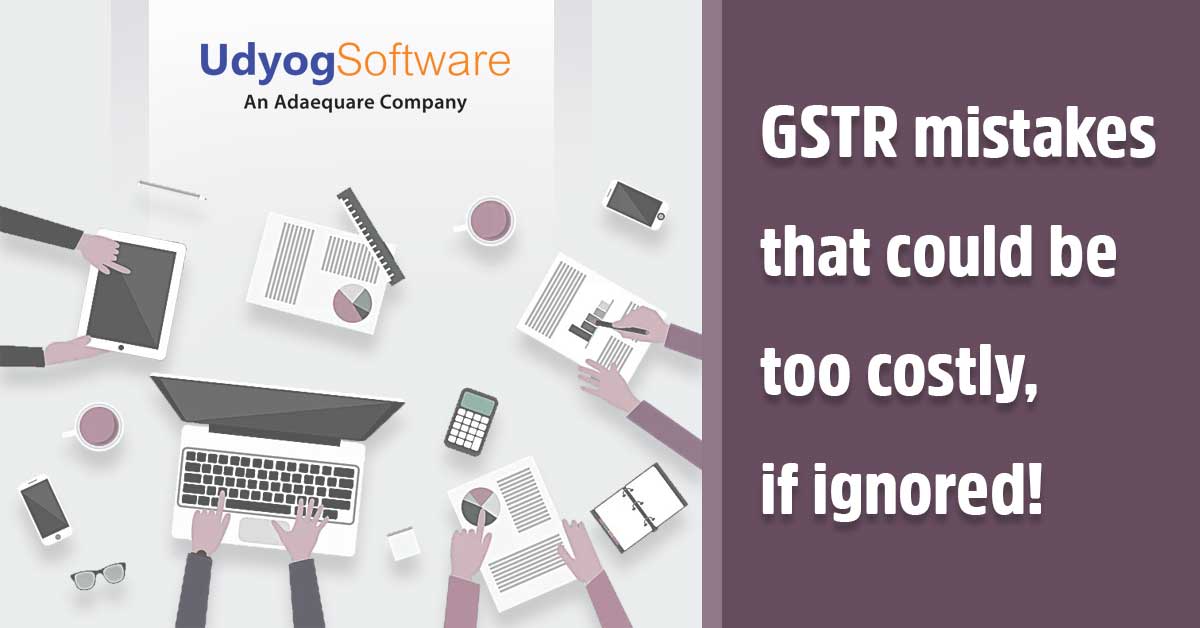 UdyogSoftware
An Adaequare Company
GSTR mistakes
that could be
too costly,
if ignored!